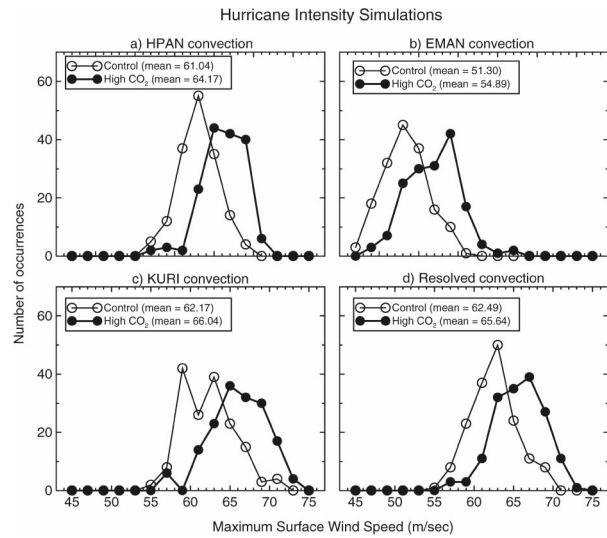 Hurricane Intensity Simulations
a) HPAN convection
Control (mean = 61.04)
High CO₂ (mean = 64.17)
b) EMAN convection
Control (mean = 51.30)
High CO₂ (mean = 54.89)
60
40
20
0
c) KURI convection
Control (mean = 62.17)
High CO₂ (mean = 66.04)
d) Resolved convection
Control (mean = 62.49)
High CO₂ (mean = 65.64)
60
40
20
0
Number of occurrences
45 50 55 60 65 70 75
45 50 55 60 65 70 75
Maximum Surface Wind Speed (m/sec)